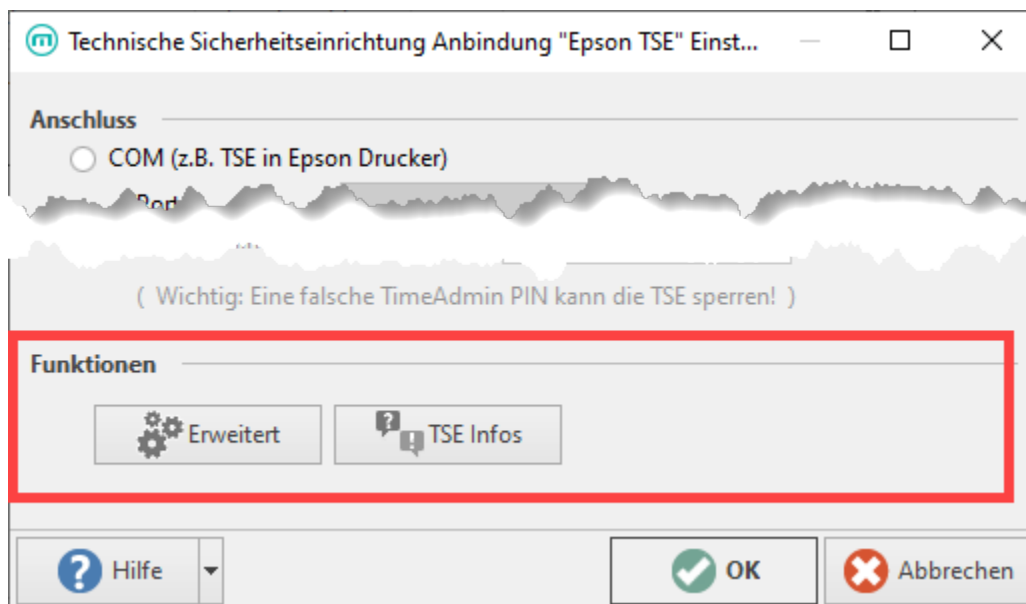 Technische Sicherheitseinrichtung Anbindung "Epson TSE" Einst...
Anschluss
COM (z.B. TSE in Epson Drucker)
Port
( Wichtig: Eine falsche TimeAdmin PIN kann die TSE sperren! )
Funktionen
Erweitert TSE Infos
Hilfe OK Abbrechen